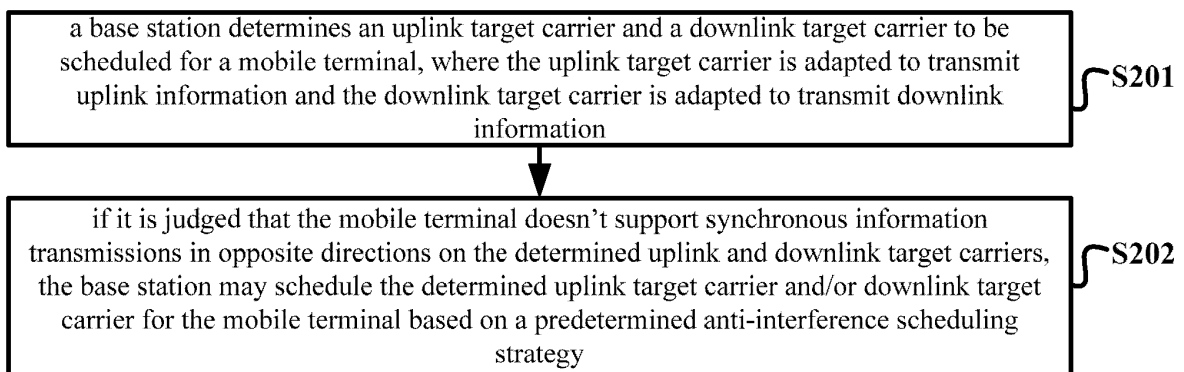 a base station determines an uplink target carrier and a downlink target carrier to be
scheduled for a mobile terminal, where the uplink target carrier is adapted to transmit
uplink information and the downlink target carrier is adapted to transmit downlink
information
S201
if it is judged that the mobile terminal doesn't support synchronous information
transmissions in opposite directions on the determined uplink and downlink target carriers,
the base station may schedule the determined uplink target carrier and/or downlink target
carrier for the mobile terminal based on a predetermined anti-interference scheduling
strategy
S202